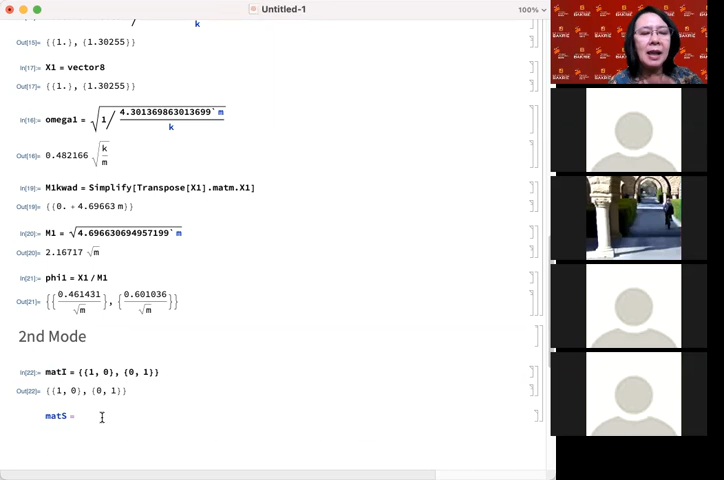 Untitled-1
100%
k
Out[15]= {{1.}, {1.30255}}
In[17]:= X1 = vector8
Out[17]= {{1.}, {1.30255}}
In[16]:= omega1 = √1/ 4.301369863013699` m
k
Out[16]= 0.482166 √k
m
In[19]:= M1kwad = Simplify[Transpose[X1].matm.X1]
Out[19]= {{0. + 4.69663 m}}
In[20]:= M1 = √4.696630694957199` m
Out[20]= 2.16717 √m
In[21]:= phi1 = X1 / M1
Out[21]= {{0.461431
√m}, {0.601036
√m}}
2nd Mode
In[22]:= matI = {{1, 0}, {0, 1}}
Out[22]= {{1, 0}, {0, 1}}
matS =